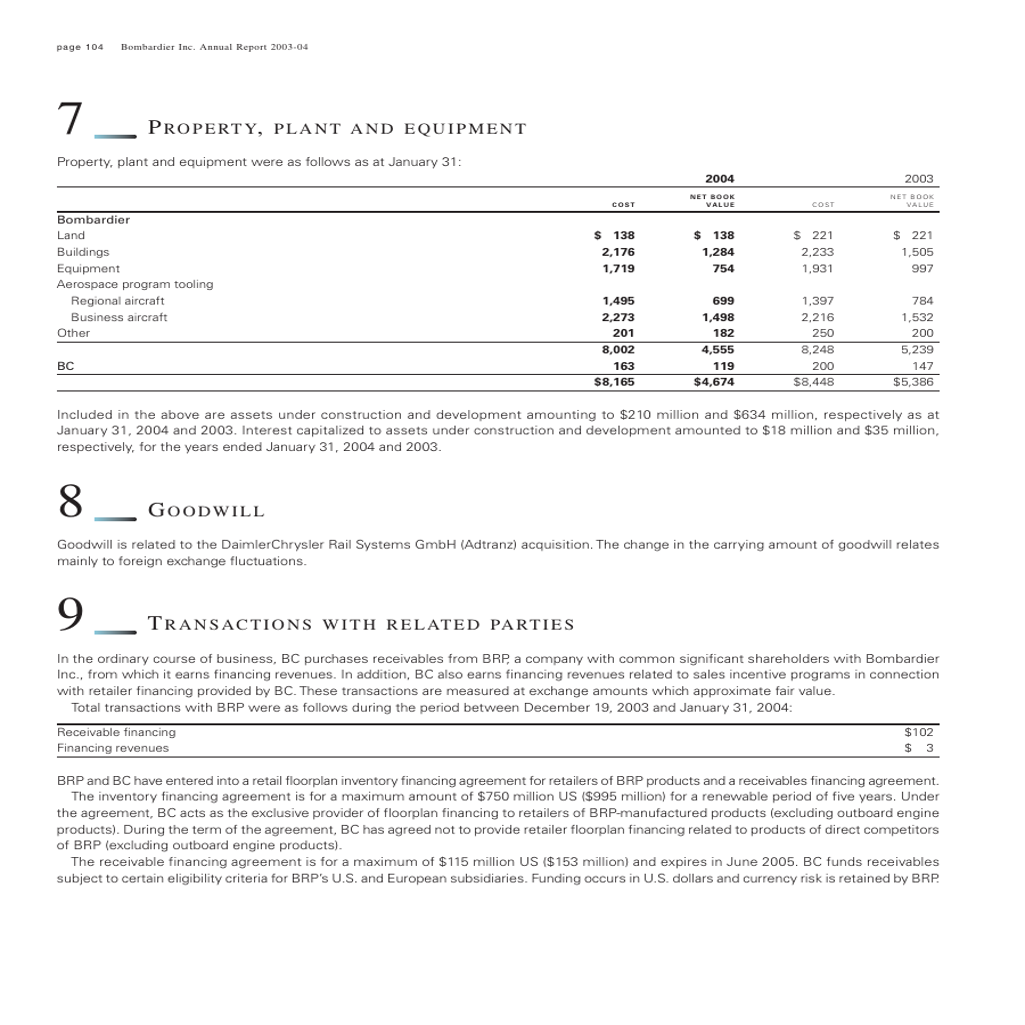 page 104 Bombardier Inc. Annual Report 2003-04
7 PROPERTY, PLANT AND EQUIPMENT
Property, plant and equipment were as follows as at January 31:
2004 2003
COST NET BOOK VALUE COST NET BOOK VALUE
Bombardier
Land $ 138 $ 138 $ 221 $ 221
Buildings 2,176 1,284 2,233 1,505
Equipment 1,719 754 1,931 997
Aerospace program tooling
Regional aircraft 1,495 699 1,397 784
Business aircraft 2,273 1,498 2,216 1,532
Other 201 182 250 200
8,002 4,555 8,248 5,239
BC 163 119 200 147
$8,165 $4,674 $8,448 $5,386
Included in the above are assets under construction and development amounting to $210 million and $634 million, respectively as at
January 31, 2004 and 2003. Interest capitalized to assets under construction and development amounted to $18 million and $35 million,
respectively, for the years ended January 31, 2004 and 2003.
8 GOODWILL
Goodwill is related to the DaimlerChrysler Rail Systems GmbH (Adtranz) acquisition. The change in the carrying amount of goodwill relates
mainly to foreign exchange fluctuations.
9 TRANSACTIONS WITH RELATED PARTIES
In the ordinary course of business, BC purchases receivables from BRP, a company with common significant shareholders with Bombardier
Inc., from which it earns financing revenues. In addition, BC also earns financing revenues related to sales incentive programs in connection
with retailer financing provided by BC. These transactions are measured at exchange amounts which approximate fair value.
Total transactions with BRP were as follows during the period between December 19, 2003 and January 31, 2004:
Receivable financing $102
Financing revenues $ 3
BRP and BC have entered into a retail floorplan inventory financing agreement for retailers of BRP products and a receivables financing agreement.
The inventory financing agreement is for a maximum amount of $750 million US ($995 million) for a renewable period of five years. Under
the agreement, BC acts as the exclusive provider of floorplan financing to retailers of BRP-manufactured products (excluding outboard engine
products). During the term of the agreement, BC has agreed not to provide retailer floorplan financing related to products of direct competitors
of BRP (excluding outboard engine products).
The receivable financing agreement is for a maximum of $115 million US ($153 million) and expires in June 2005. BC funds receivables
subject to certain eligibility criteria for BRP's U.S. and European subsidiaries. Funding occurs in U.S. dollars and currency risk is retained by BRP.